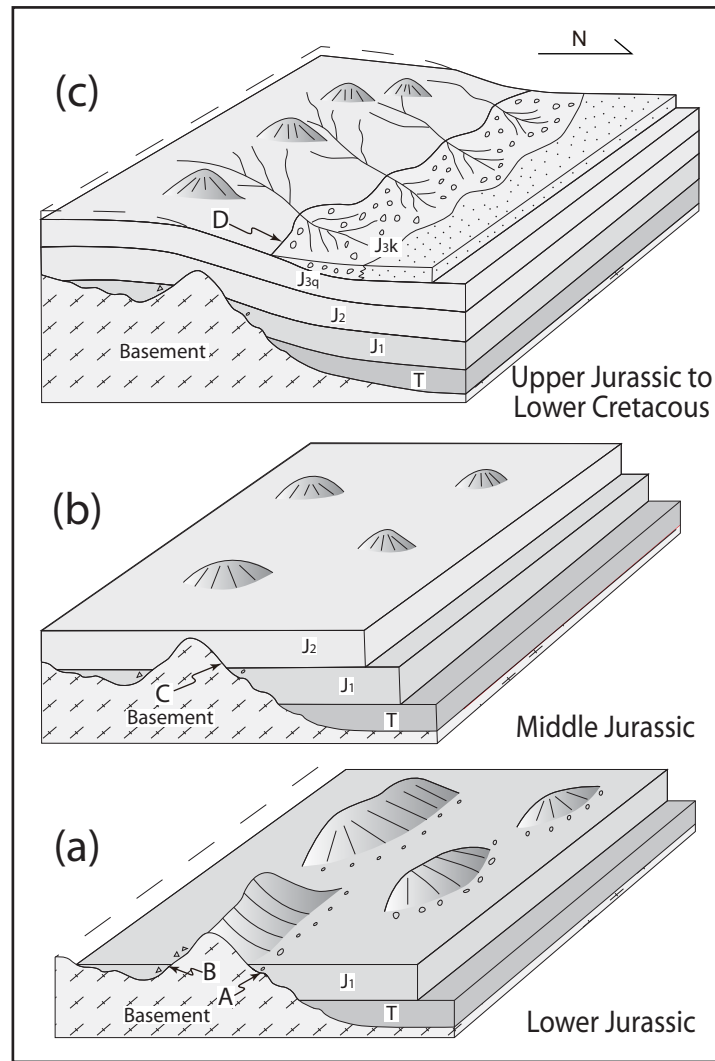 N
(c)
D
J3k
J3q
J2
Basement
J1
T
Upper Jurassic to
Lower Cretacous
(b)
J2
C
J1
Basement
T
Middle Jurassic
(a)
B
J1
A
Basement
T
Lower Jurassic